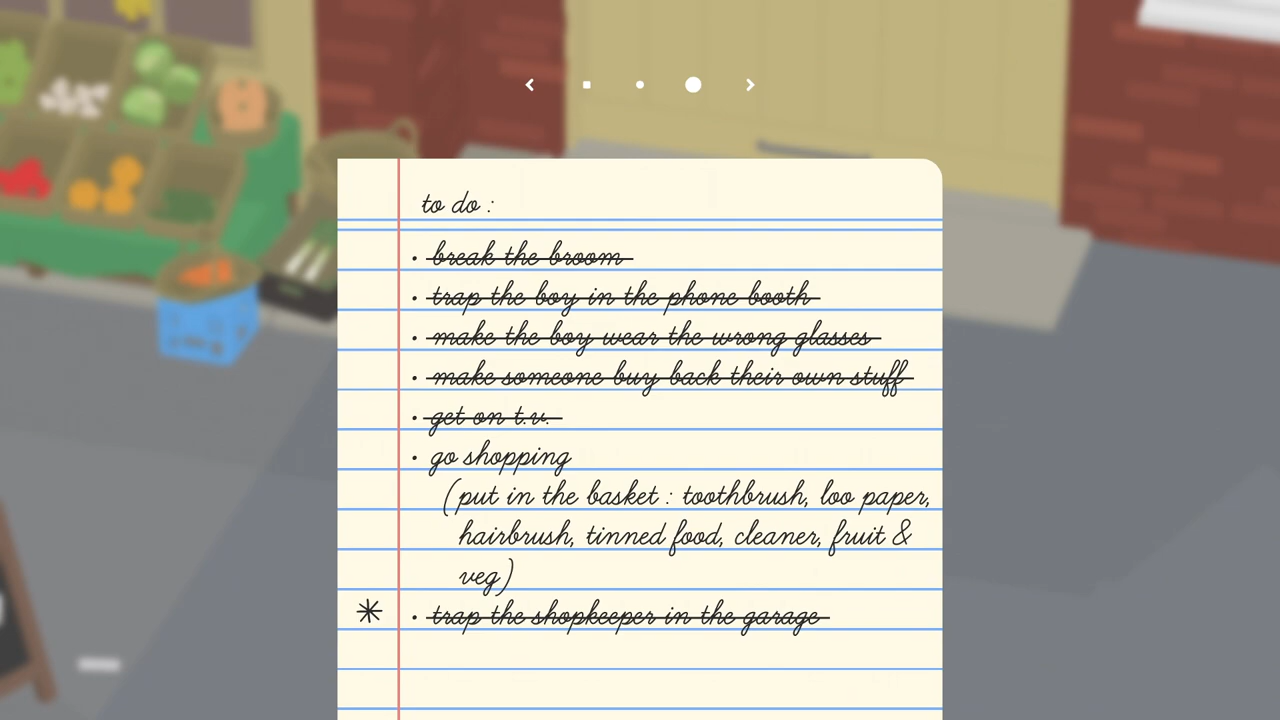 to do :
• break the broom
• trap the boy in the phone booth
• make the boy wear the wrong glasses
• make someone buy back their own stuff
• get on t.v.
• go shopping
(put in the basket : toothbrush, loo paper,
hairbrush, tinned food, cleaner, fruit &
veg)
* • trap the shopkeeper in the garage